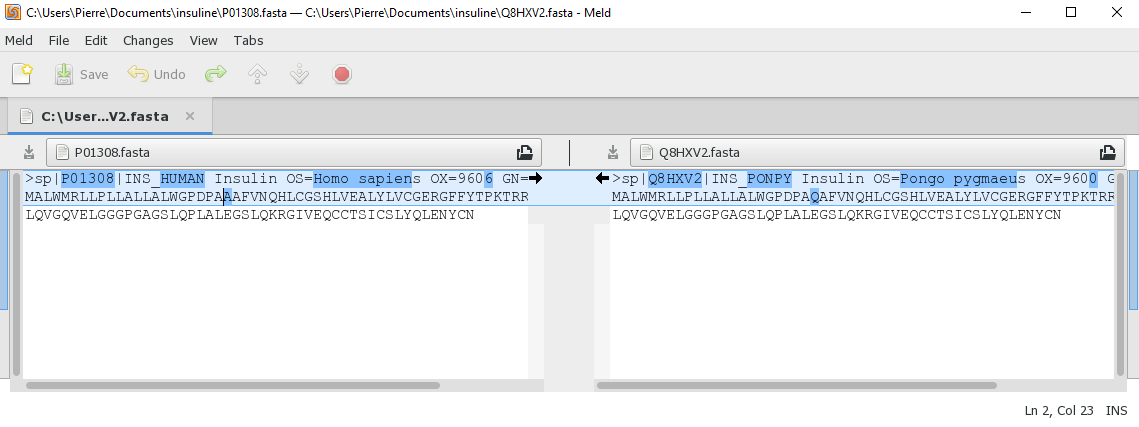 C:\Users\Pierre\Documents\insuline\P01308.fasta — C:\Users\Pierre\Documents\insuline\Q8HXV2.fasta - Meld
Meld File Edit Changes View Tabs
Save Undo
C:\User...V2.fasta
P01308.fasta
>sp|P01308|INS_HUMAN Insulin OS=Homo sapiens OX=9606 GN=
MALWMRLLPLLALLALWGPDPAAAFVNQHLCGSHLVEALYLVCGERGFFYTPKTRR
LQVGQVELGGGPGAGSLQPLALEGSLQKRGIVEQCCTSICSLYQLENYCN
Q8HXV2.fasta
>sp|Q8HXV2|INS_PONPY Insulin OS=Pongo pygmaeus OX=9600 G
MALWMRLLPLLALLALWGPDPAQAFVNQHLCGSHLVEALYLVCGERGFFYTPKTRR
LQVGQVELGGGPGAGSLQPLALEGSLQKRGIVEQCCTSICSLYQLENYCN
Ln 2, Col 23 INS